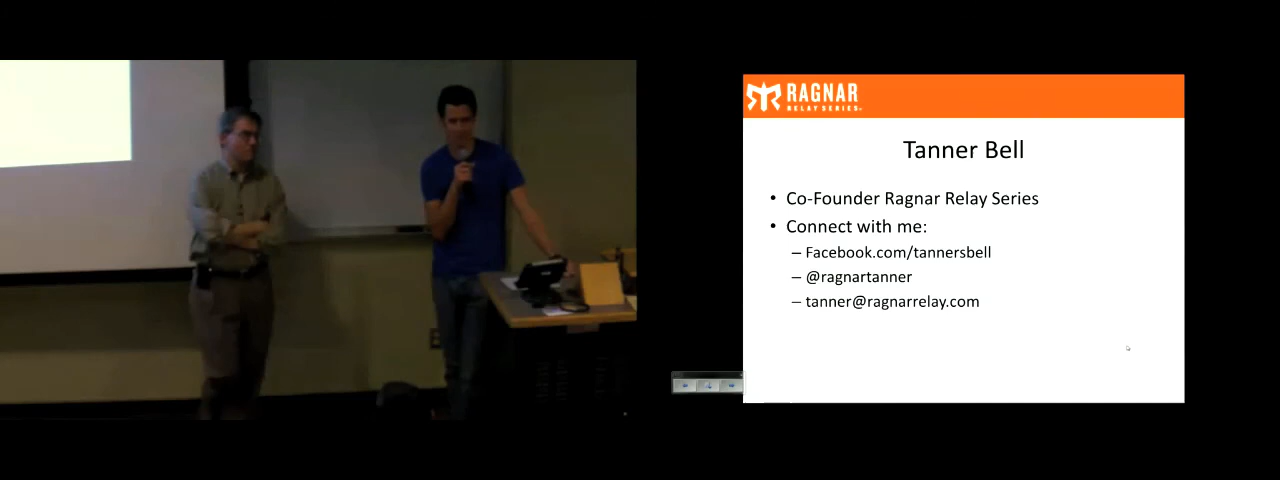 RAGNAR
RELAY SERIES
Tanner Bell
• Co-Founder Ragnar Relay Series
• Connect with me:
– Facebook.com/tannersbell
– @ragnartanner
– tanner@ragnarrelay.com